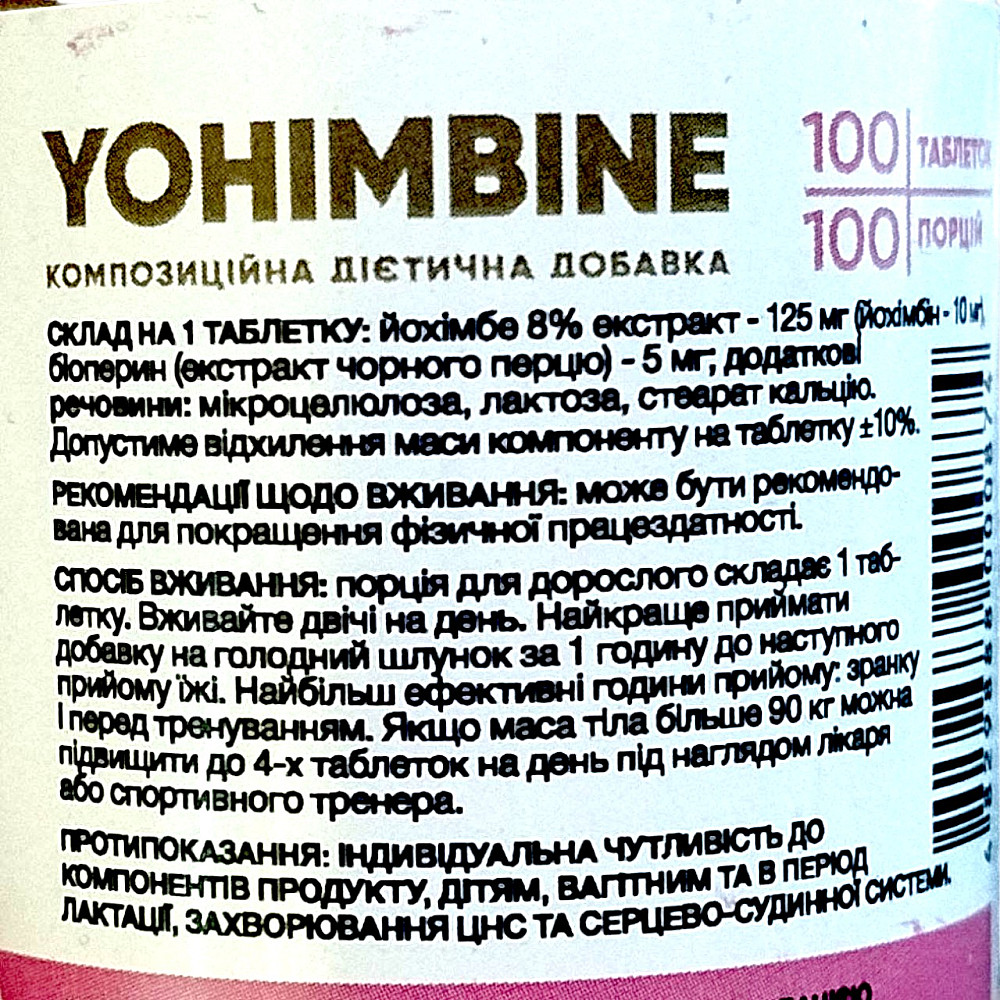 YOHIMBINE
100 ТАБЛЕТОК
100 ПОРЦІЙ
КОМПОЗИЦІЙНА ДІЄТИЧНА ДОБАВКА
СКЛАД НА 1 ТАБЛЕТКУ: йохімбе 8% екстракт - 125 мг (йохімбін - 10 мг),
біоперин (екстракт чорного перцю) - 5 мг; додаткові
речовини: мікроцелюлоза, лактоза, стеарат кальцію.
Допустиме відхилення маси компоненту на таблетку ±10%.
РЕКОМЕНДАЦІЇ ЩОДО ВЖИВАННЯ: може бути рекомендо-
вана для покращення фізичної працездатності.
СПОСІБ ВЖИВАННЯ: порція для дорослого складає 1 таб-
летку. Вживайте двічі на день. Найкраще приймати
добавку на голодний шлунок за 1 годину до наступного
прийому їжі. Найбільш ефективні години прийому: зранку
і перед тренуванням. Якщо маса тіла більше 90 кг можна
підвищити до 4-х таблеток на день під наглядом лікаря
або спортивного тренера.
ПРОТИПОКАЗАННЯ: ІНДИВІДУАЛЬНА ЧУТЛИВІСТЬ ДО
КОМПОНЕНТІВ ПРОДУКТУ, ДІТЯМ, ВАГІТНИМ ТА В ПЕРІОД
ЛАКТАЦІЇ, ЗАХВОРЮВАННЯ ЦНС ТА СЕРЦЕВО-СУДИННОЇ СИСТЕМИ.